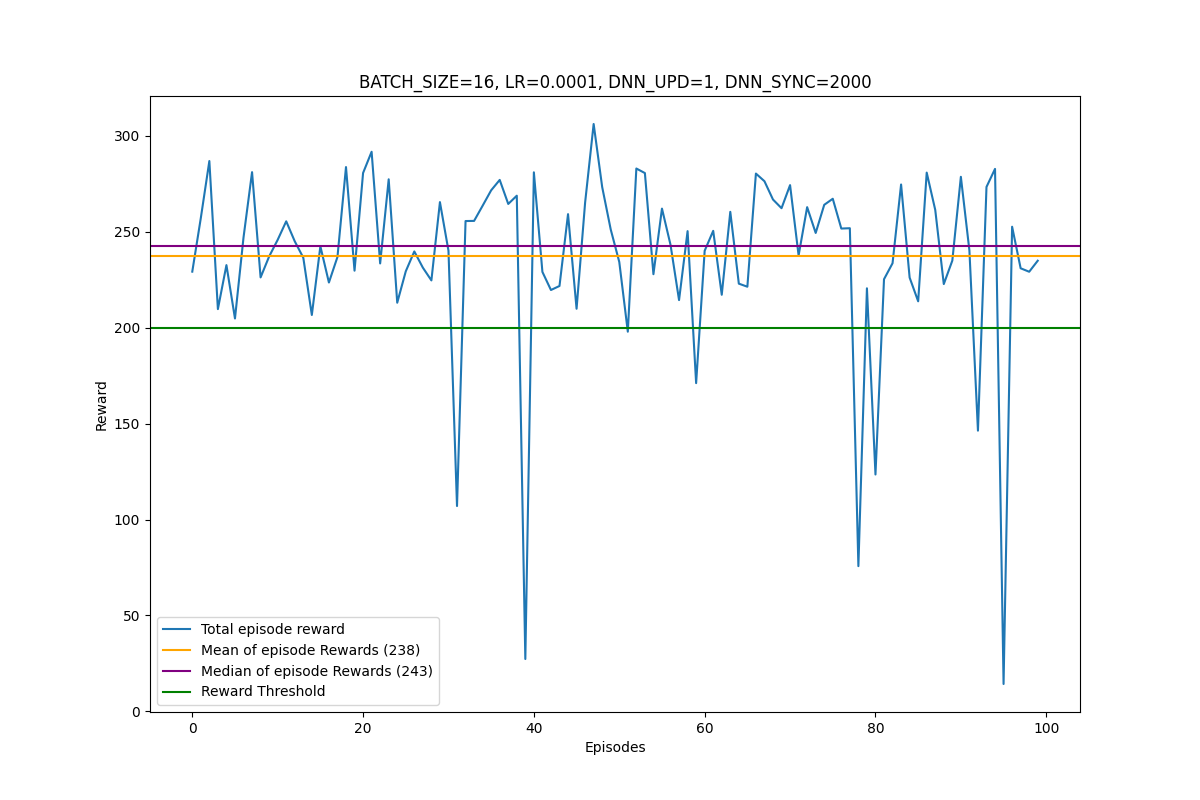 BATCH_SIZE=16, LR=0.0001, DNN_UPD=1, DNN_SYNC=2000
300
250
200
150
100
50
0
Reward
Total episode reward
Mean of episode Rewards (238)
Median of episode Rewards (243)
Reward Threshold
0 20 40 60 80 100
Episodes